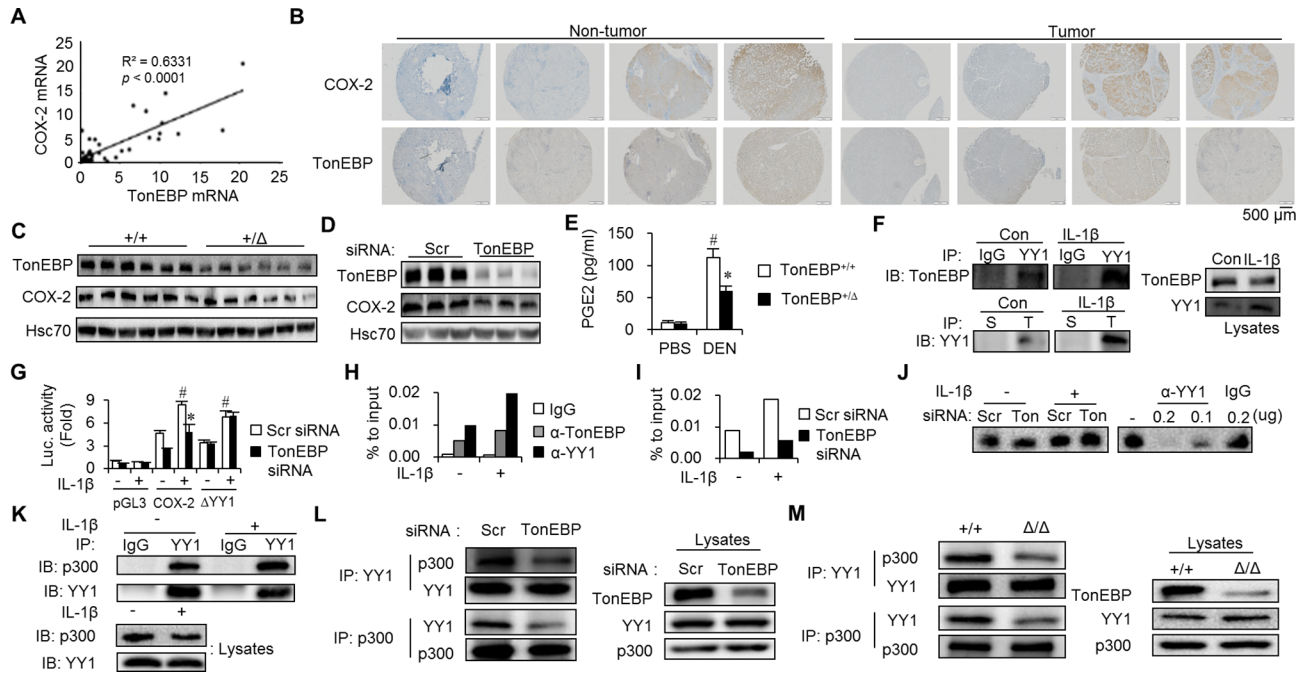 A
COX-2 mRNA
25
20
15
10
5
0
R² = 0.6331
p < 0.0001
0 5 10 15 20 25
TonEBP mRNA
B
Non-tumor
Tumor
COX-2
TonEBP
500 µm
C
+/+ +/Δ
TonEBP
COX-2
Hsc70
D
siRNA: Scr TonEBP
TonEBP
COX-2
Hsc70
E
PGE2 (pg/ml)
150
100
50
0
#
*
PBS DEN
TonEBP+/+
TonEBP+/Δ
F
Con IL-1β
IP: IgG YY1 IgG YY1
IB: TonEBP
Con IL-1β
IP: S T S T
IB: YY1
Con IL-1β
TonEBP
YY1
Lysates
G
Luc. activity
(Fold)
9
6
3
0
# #
*
IL-1β - + - + - +
pGL3 COX-2 ΔYY1
Scr siRNA
TonEBP
siRNA
H
% to input
0.02
0.01
0.00
IL-1β - +
IgG
α-TonEBP
α-YY1
I
% to input
0.02
0.01
0.00
IL-1β - +
Scr siRNA
TonEBP
siRNA
J
IL-1β - + α-YY1 IgG
siRNA: Scr Ton Scr Ton - 0.2 0.1 0.2 (ug)
K
IL-1β - +
IP: IgG YY1 IgG YY1
IB: p300
IB: YY1
IL-1β - +
IB: p300
IB: YY1
: Lysates
L
siRNA : Scr TonEBP
IP: YY1
p300
YY1
IP: p300
YY1
p300
Lysates
siRNA : Scr TonEBP
TonEBP
YY1
p300
M
+/+ Δ/Δ
IP: YY1
p300
YY1
IP: p300
YY1
p300
Lysates
+/+ Δ/Δ
TonEBP
YY1
p300